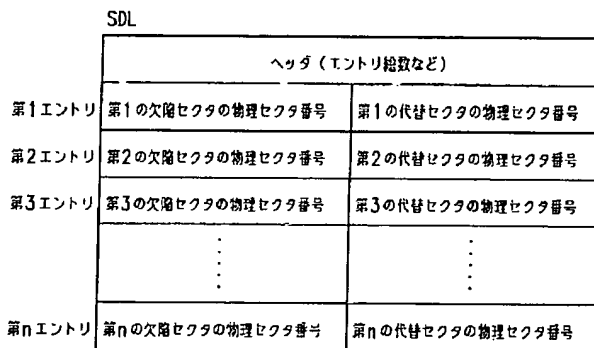 SDL
ヘッダ（エントリ総数など）
第1エントリ 第1の欠陥セクタの物理セクタ番号 第1の代替セクタの物理セクタ番号
第2エントリ 第2の欠陥セクタの物理セクタ番号 第2の代替セクタの物理セクタ番号
第3エントリ 第3の欠陥セクタの物理セクタ番号 第3の代替セクタの物理セクタ番号
第nエントリ 第nの欠陥セクタの物理セクタ番号 第nの代替セクタの物理セクタ番号